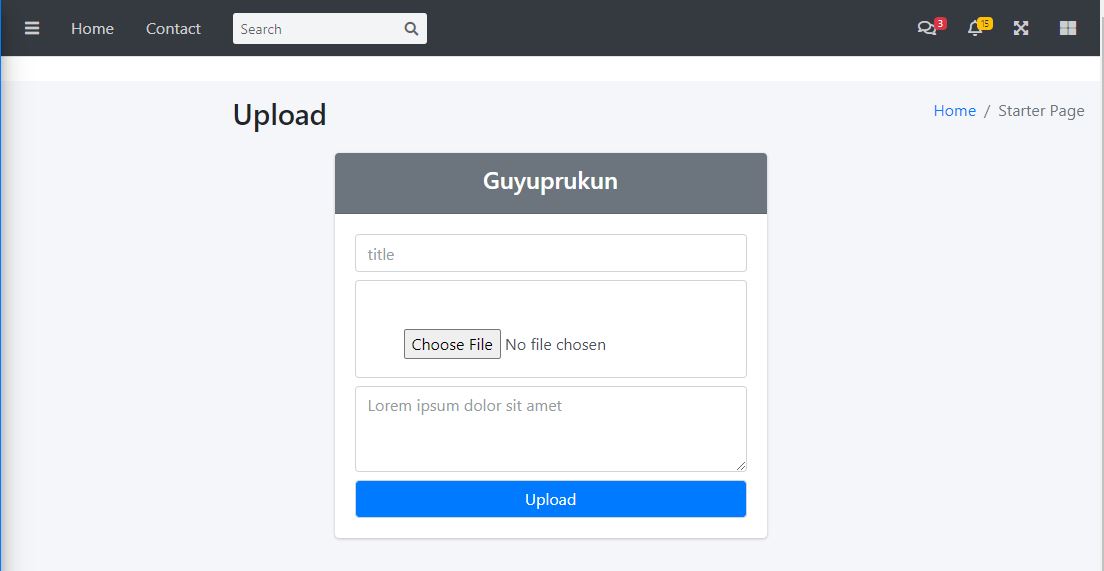 Home Contact Search 3 15
Upload
Home / Starter Page
Guyuprukun
title
Choose File No file chosen
Lorem ipsum dolor sit amet
Upload